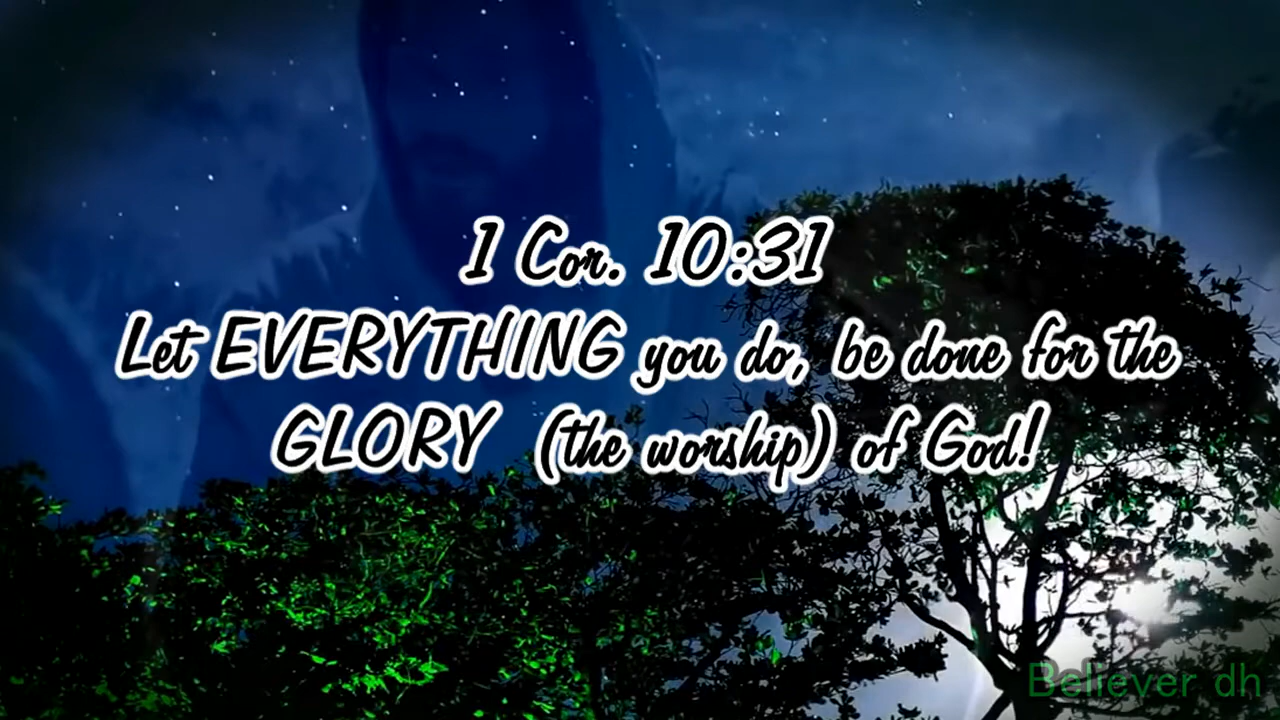 1 Cor. 10:31
Let EVERYTHING you do, be done for the
GLORY (the worship) of God!
Believer dh